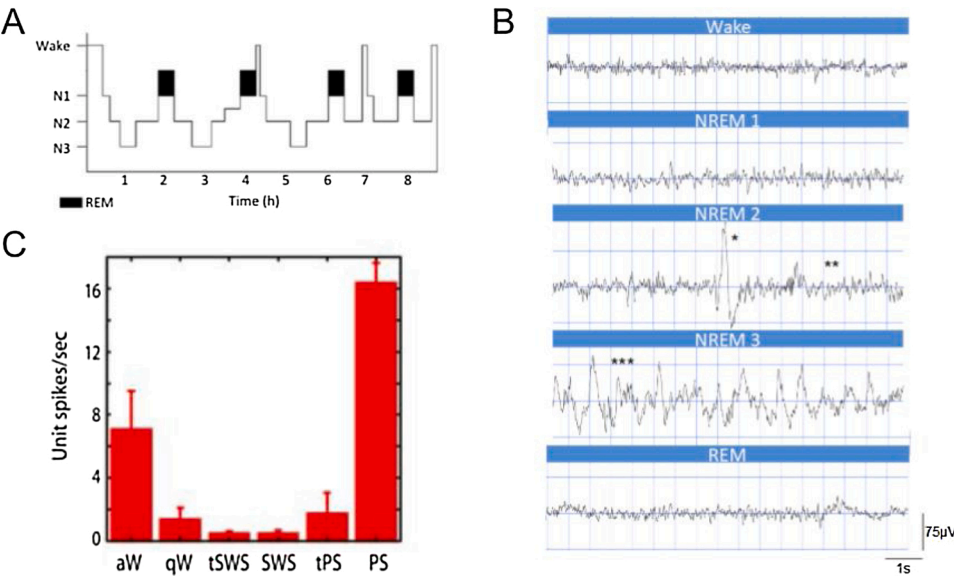 A
Wake
N1
N2
N3
1 2 3 4 5 6 7 8
Time (h)
REM
B
Wake
NREM 1
NREM 2
*
**
NREM 3
***
REM
75μV
1s
C
Unit spikes/sec
16
12
8
4
0
aW qW tSWS SWS tPS PS